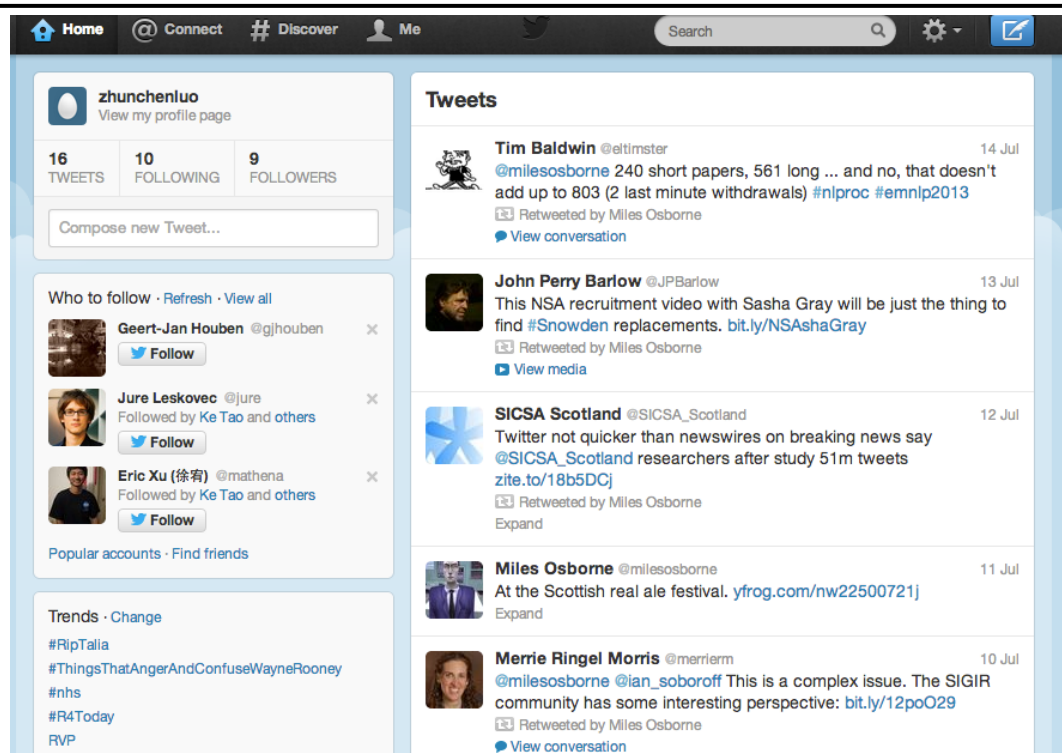 Home
Connect
Discover
Me
Search
zhunchenluo
View my profile page
16 10 9
TWEETS FOLLOWING FOLLOWERS
Compose new Tweet...
Who to follow · Refresh · View all
Geert-Jan Houben @gjhouben
Follow
Jure Leskovec @jure
Followed by Ke Tao and others
Follow
Eric Xu (徐宥) @mathena
Followed by Ke Tao and others
Follow
Popular accounts · Find friends
Trends · Change
#RipTalia
#ThingsThatAngerAndConfuseWayneRooney
#nhs
#R4Today
RVP
Tweets
Tim Baldwin @eltimster 14 Jul
@milesosborne 240 short papers, 561 long ... and no, that doesn't
add up to 803 (2 last minute withdrawals) #nlproc #emnlp2013
Retweeted by Miles Osborne
View conversation
John Perry Barlow @JPBarlow 13 Jul
This NSA recruitment video with Sasha Gray will be just the thing to
find #Snowden replacements. bit.ly/NSAshaGray
Retweeted by Miles Osborne
View media
SICSA Scotland @SICSA_Scotland 12 Jul
Twitter not quicker than newswires on breaking news say
@SICSA_Scotland researchers after study 51m tweets
zite.to/18b5DCj
Retweeted by Miles Osborne
Expand
Miles Osborne @milesosborne 11 Jul
At the Scottish real ale festival. yfrog.com/nw22500721j
Expand
Merrie Ringel Morris @merrierm 10 Jul
@milesosborne @ian_soboroff This is a complex issue. The SIGIR
community has some interesting perspective: bit.ly/12poO29
Retweeted by Miles Osborne
View conversation